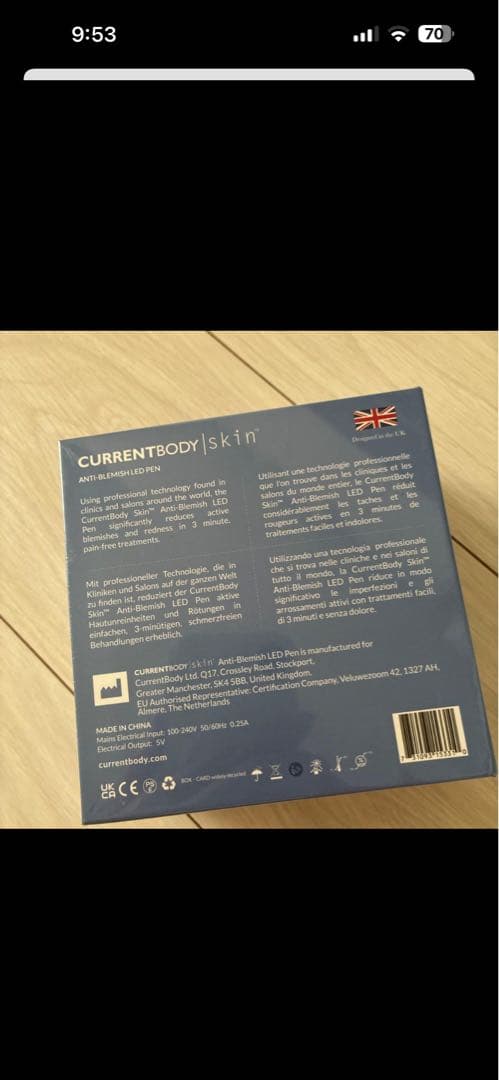 9:53
70
CURRENTBODY|skin™
ANTI-BLEMISH LED PEN
Using professional technology found in
clinics and salons around the world, the
CurrentBody Skin™ Anti-Blemish LED
Pen significantly reduces active
blemishes and redness in 3 minute,
pain-free treatments.
Mit professioneller Technologie, die in
Kliniken und Salons auf der ganzen Welt
zu finden ist, reduziert der CurrentBody
Skin™ Anti-Blemish LED Pen aktive
Hautunreinheiten und Rötungen in
einfachen, 3-minütigen, schmerzfreien
Behandlungen erheblich.
Designed in the UK
Utilisant une technologie professionnelle
que l'on trouve dans les cliniques et les
salons du monde entier, le CurrentBody
Skin™ Anti-Blemish LED Pen réduit
considérablement les taches et les
rougeurs actives en 3 minutes de
traitements faciles et indolores.
Utilizzando una tecnologia professionale
che si trova nelle cliniche e nei saloni di
tutto il mondo, la CurrentBody Skin™
Anti-Blemish LED Pen riduce in modo
significativo le imperfezioni e gli
arrossamenti attivi con trattamenti facili,
di 3 minuti e senza dolore.
CURRENTBODY|skin Anti-Blemish LED Pen is manufactured for
CurrentBody Ltd, Q17, Crossley Road, Stockport,
Greater Manchester, SK4 5BB, United Kingdom.
EU Authorised Representative: Certification Company, Veluwezoom 42, 1327 AH,
Almere, The Netherlands
MADE IN CHINA
Mains Electrical Input: 100-240V 50/60Hz 0.25A
Electrical Output: 5V
currentbody.com
UK CA CE
BOX - CARD widely recycled